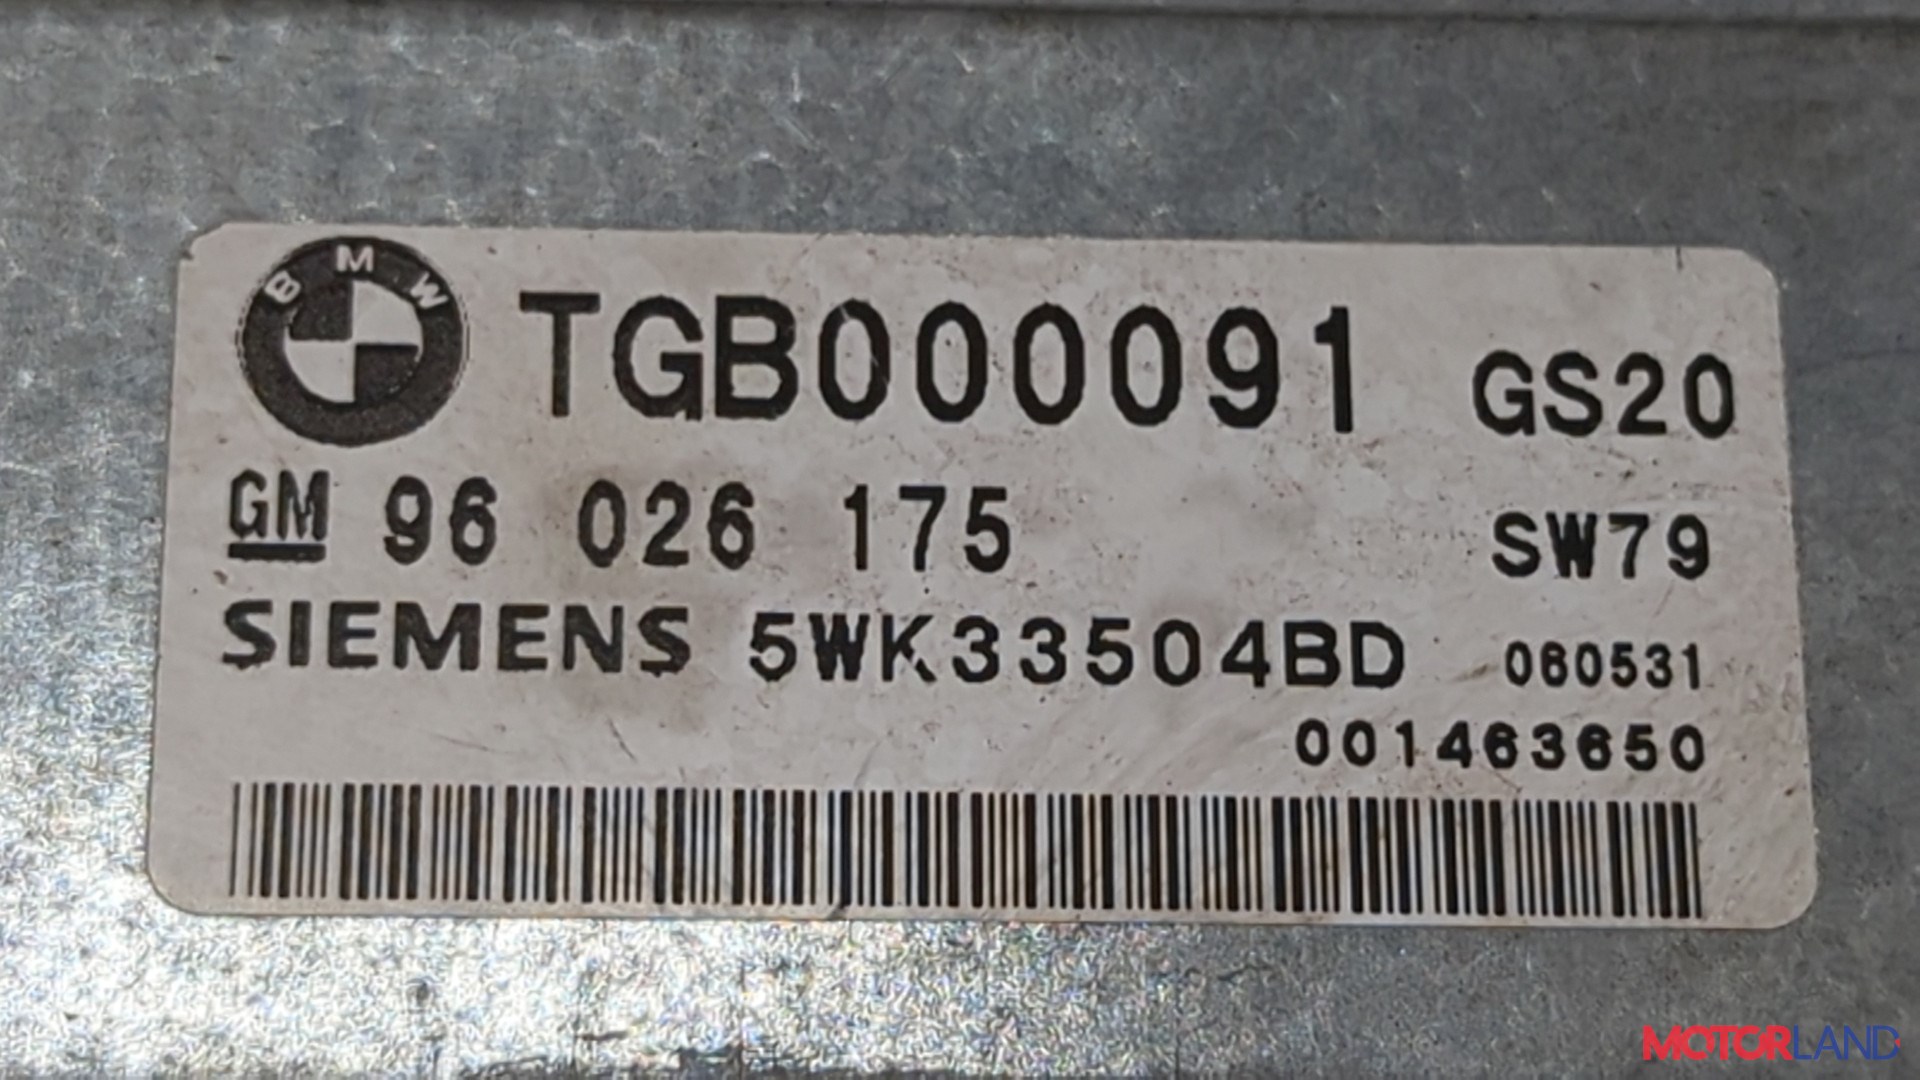 BMW TGB000091 GS20
GM 96 026 175 SW79
SIEMENS 5WK33504BD 060531
001463650
MOTORLAND